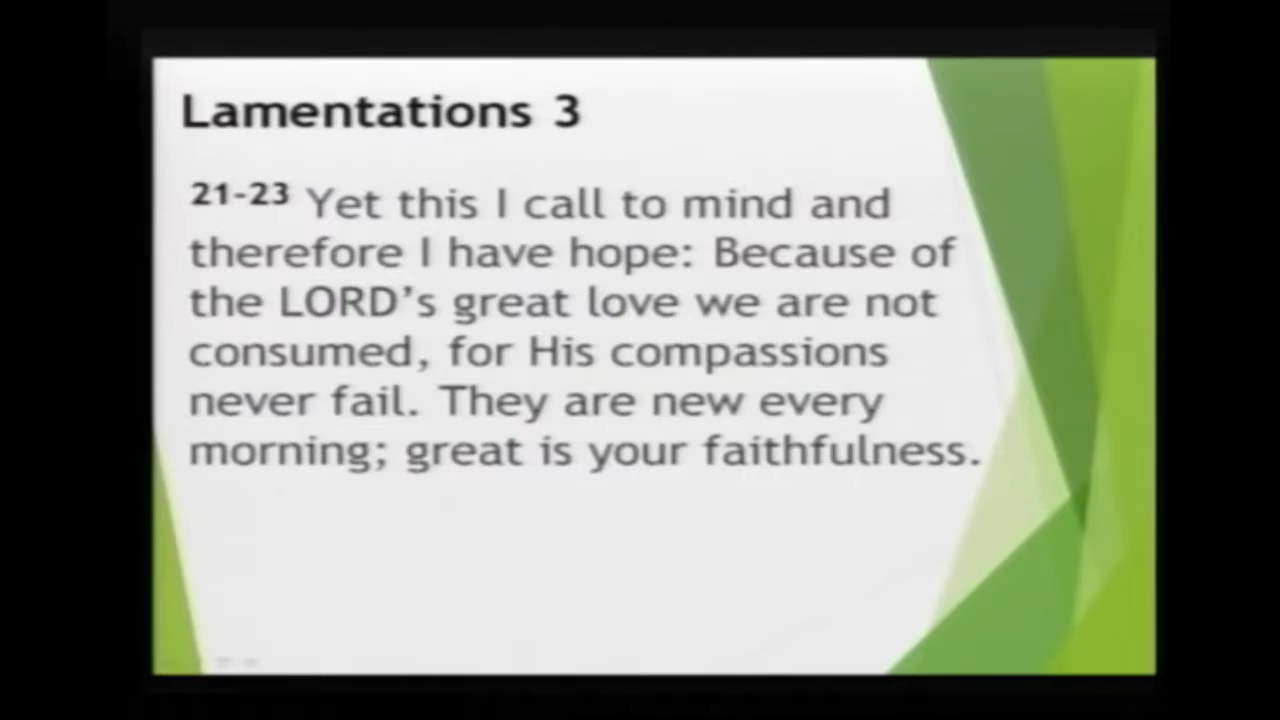 Lamentations 3
21-23 Yet this I call to mind and
therefore I have hope: Because of
the LORD's great love we are not
consumed, for His compassions
never fail. They are new every
morning; great is your faithfulness.